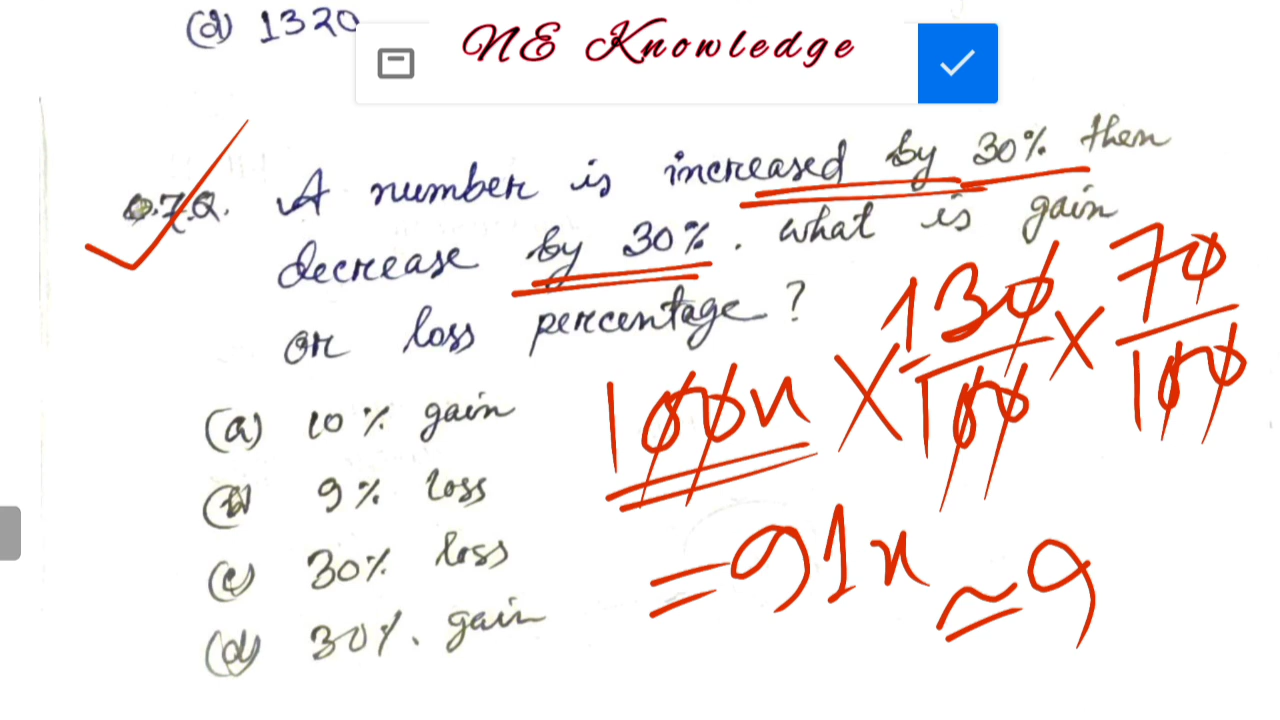 (d) 1320
NE Knowledge
Q.7.Q. A number is increased by 30% then
decrease by 30%. what is gain
or loss percentage?
(a) 10% gain
(b) 9% loss
(c) 30% loss
(d) 30%. gain
100x × 130/100 × 70/100
= 91x ≃ 9